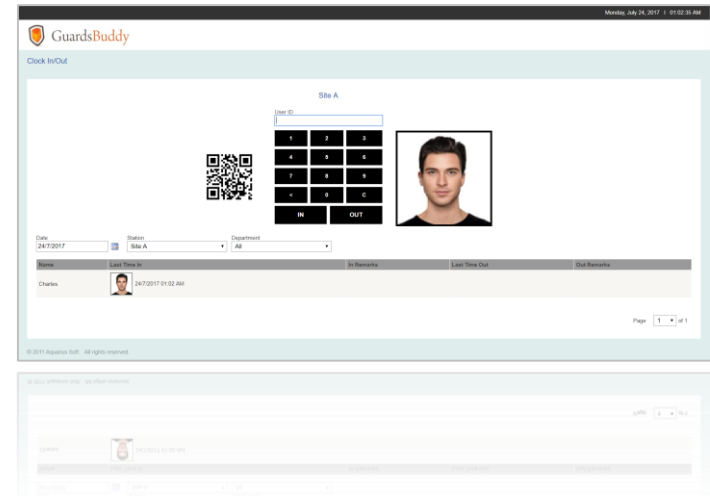 Monday, July 24, 2017 | 01:02:35 AM
GuardsBuddy
Clock In/Out
Site A
User ID
1 2 3
4 5 6
7 8 9
< 0 C
IN OUT
Date Station Department
24/7/2017 Site A All
Name Last Time In In Remarks Last Time Out Out Remarks
Charles 24/7/2017 01:02 AM
Page 1 of 1
© 2011 Aquarius Soft. All rights reserved.